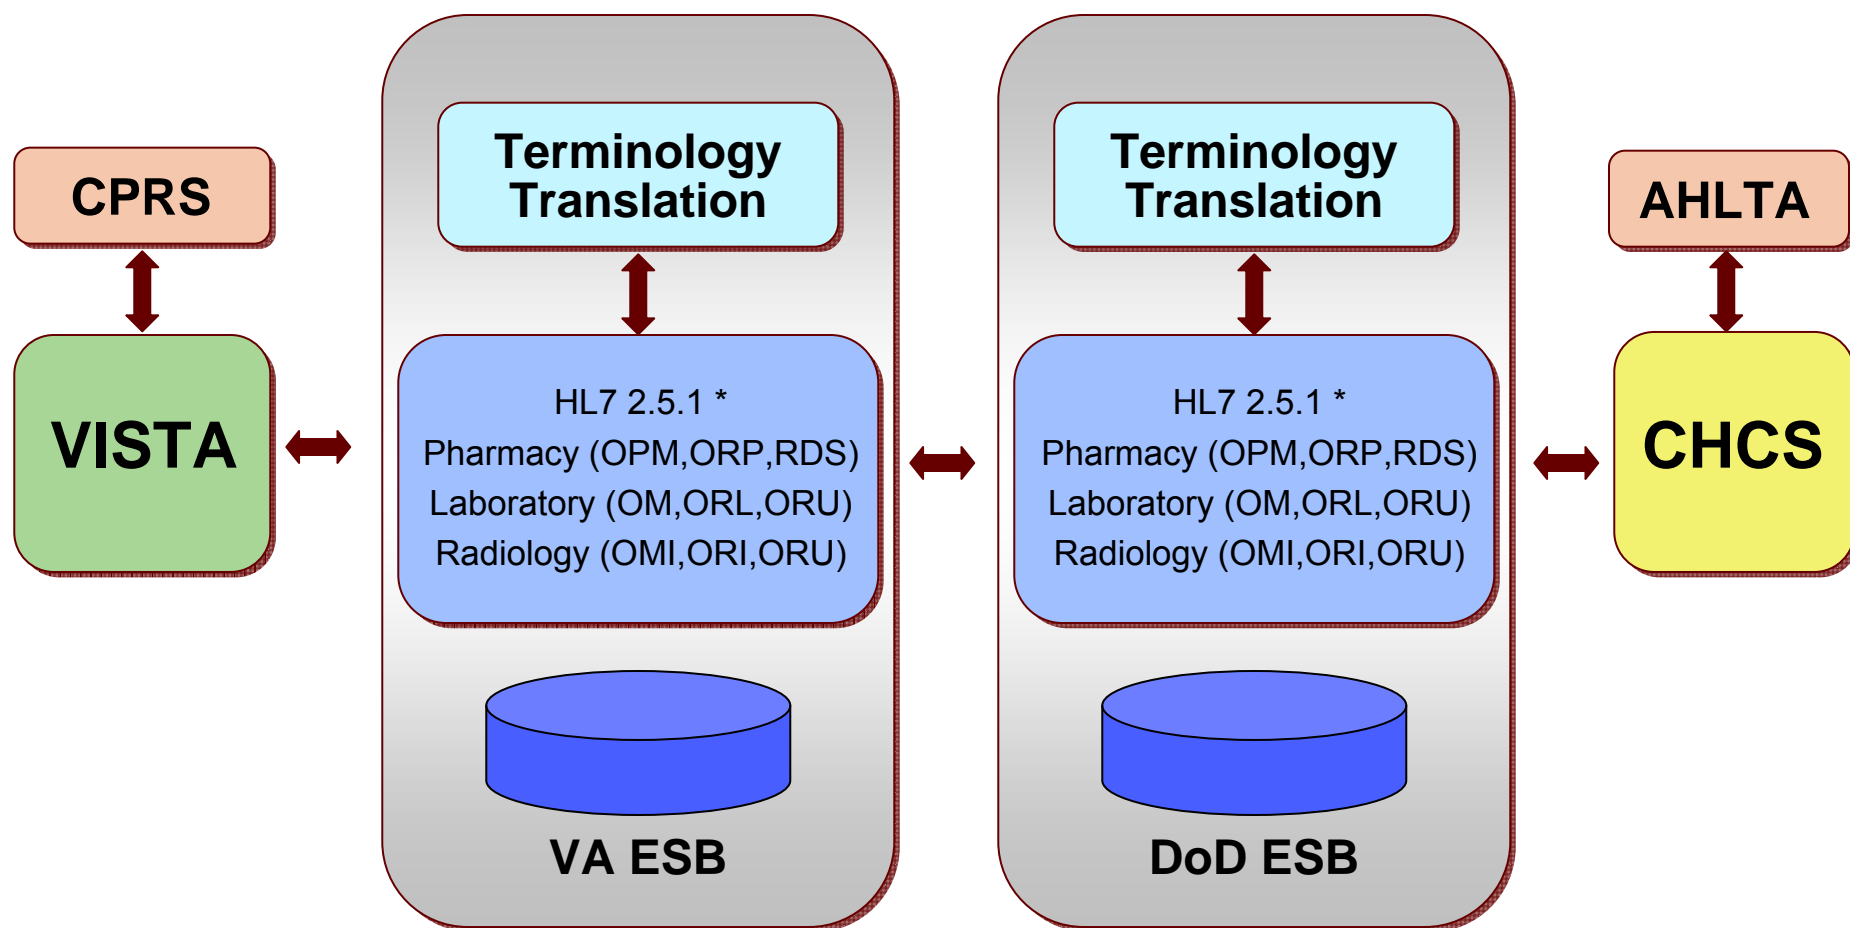 CPRS
VISTA
Terminology
Translation
HL7 2.5.1 *
Pharmacy (OPM,ORP,RDS)
Laboratory (OM,ORL,ORU)
Radiology (OMI,ORI,ORU)
VA ESB
Terminology
Translation
HL7 2.5.1 *
Pharmacy (OPM,ORP,RDS)
Laboratory (OM,ORL,ORU)
Radiology (OMI,ORI,ORU)
DoD ESB
AHLTA
CHCS